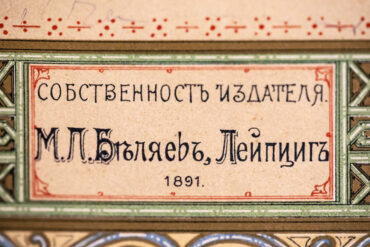 СОБСТВЕННОСТЬ ИЗДАТЕЛЯ.
М. П. Бѣляевъ, Лейпцигъ
1891.